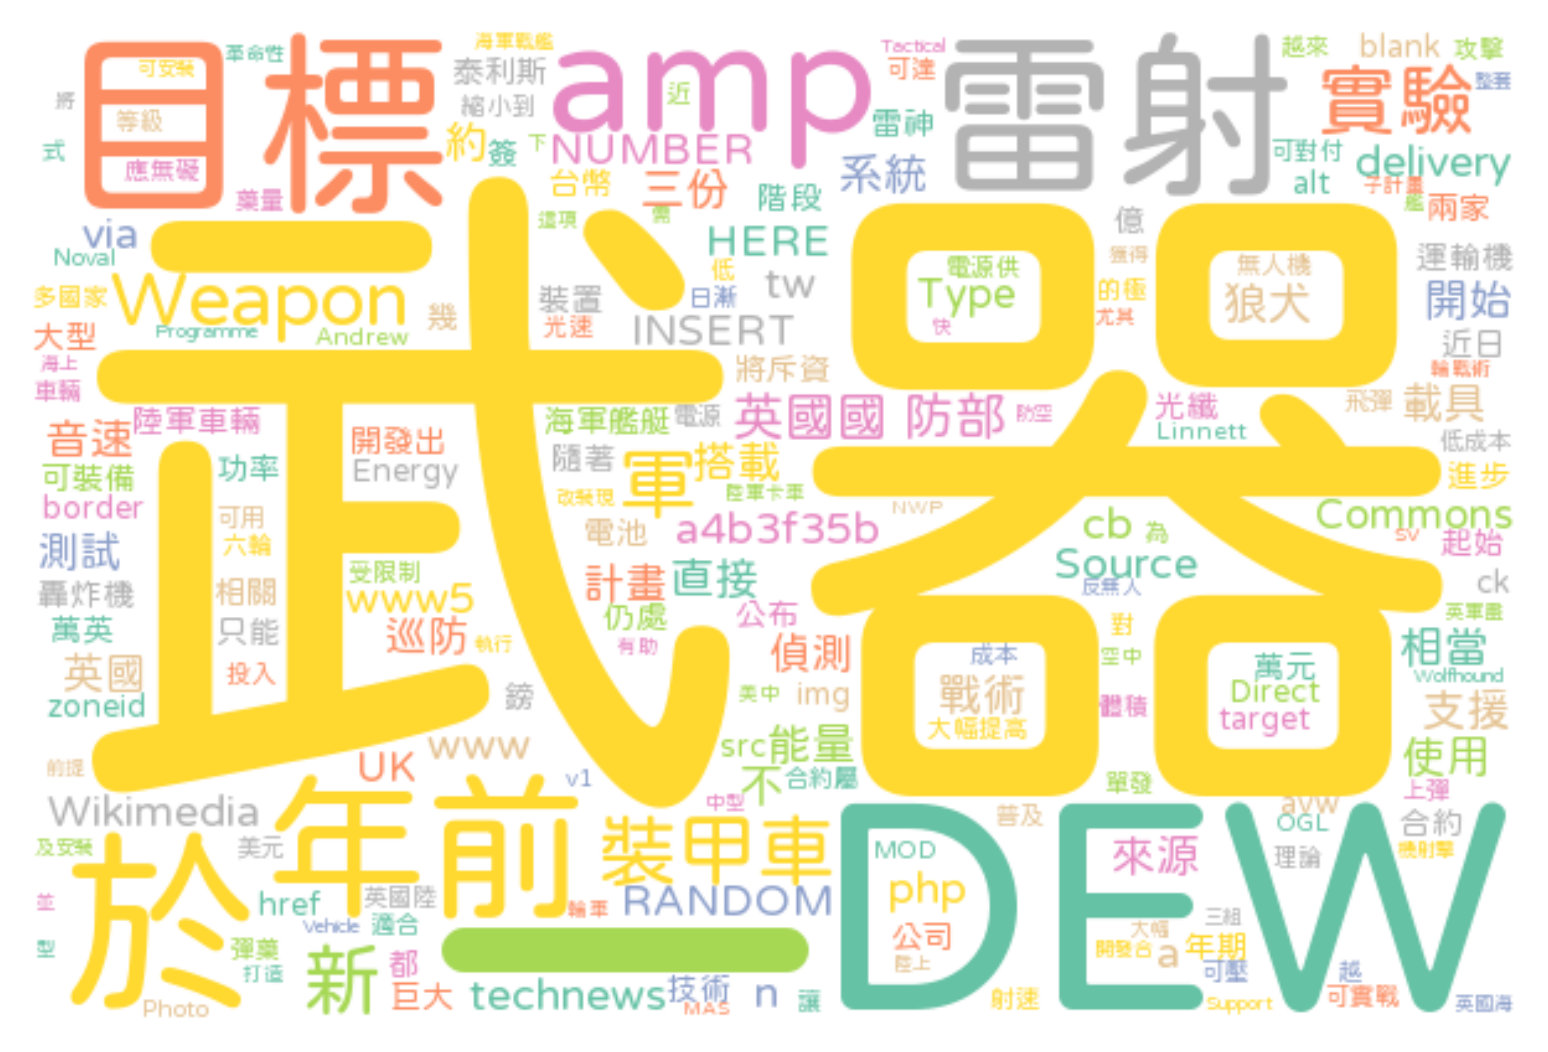 目標
amp
雷射
實驗
武器
DEW
年前
於
一
Weapon
裝甲車
新
technews
RANDOM
NUMBER
INSERT
HERE
delivery
系統
三份
台幣
階段
雷神
可達
Tactical
海軍戰艦
泰利斯
縮小到
約
簽
下
近
革命性
可安裝
等級
應無礙
藥量
將
式
越來
blank
攻擊
整套
可對付
alt
子計畫
艦
兩家
億
獲得
的極
尤其
運輸機
開始
近日
輪戰術
飛彈
載具
低成本
進步
via
Noval
多國家
大型
Programme
Andrew
幾
海上
車輛
陸軍車輛
音速
可裝備
border
功率
開發出
Energy
可用
六輪
測試
轟炸機
相關
只能
萬英
英國
投入
zoneid
受限制
www5
巡防
執行
鎊
www
UK
前提
v1
Wikimedia
及安裝
美元
這項
需
低
日漸
tw
裝置
光速
將斥資
海軍艦艇
電源
英國國 防部
防空
隨著
軍
搭載
改裝現
陸軍卡車
電池
a4b3f35b
NWP
計畫
直接
仍處
有助
公布
偵測
美中
img
src
能量
不
合約屬
中型
電源供
Type
快
無人機
狼犬
光纖
Linnett
cb
為
Source
反無人
Commons
sv
起始
ck
英軍盡
對
空中
相當
Wolfhound
支援
體積
成本
戰術
大幅提高
萬元
Direct
target
使用
單發
上彈
普及
avw
OGL
合約
理論
機射擊
來源
MOD
php
公司
陸上
三組
大幅
開發合
a
年期
可壓
越
可實戰
Support
英國海
射速
href
英國陸
Vehicle
適合
輪軍
彈藥
打造
都
巨大
技術
MAS
n
讓
Photo
並
型